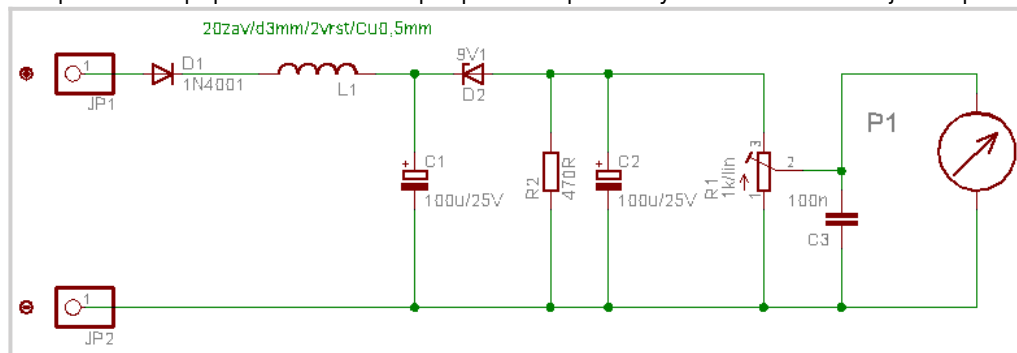 20zav/d3mm/2vrst/Cu0,5mm
1
D1
1N4001
JP1
L1
9V1
D2
P1
+
C1
100u/25V
R2
470R
+
C2
100u/25V
R1
1k/lin
3
2
1
100n
C3
1
JP2